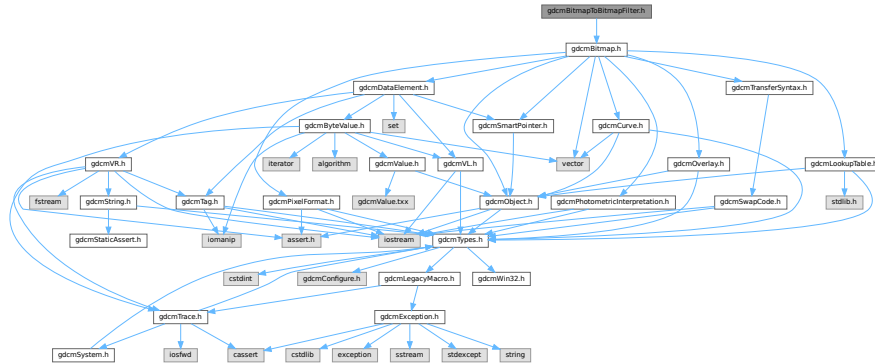 gdcmBitmapToBitmapFilter.h
gdcmBitmap.h
gdcmDataElement.h
gdcmTransferSyntax.h
gdcmByteValue.h
set
gdcmSmartPointer.h
gdcmCurve.h
gdcmVR.h
iterator
algorithm
gdcmValue.h
gdcmVL.h
vector
gdcmOverlay.h
gdcmLookupTable.h
fstream
gdcmString.h
gdcmTag.h
gdcmPixelFormat.h
gdcmValue.txx
gdcmObject.h
gdcmPhotometricInterpretation.h
gdcmSwapCode.h
stdlib.h
gdcmStaticAssert.h
iomanip
assert.h
iostream
gdcmTypes.h
cstdint
gdcmConfigure.h
gdcmLegacyMacro.h
gdcmWin32.h
gdcmTrace.h
gdcmException.h
gdcmSystem.h
iosfwd
cassert
cstdlib
exception
sstream
stdexcept
string